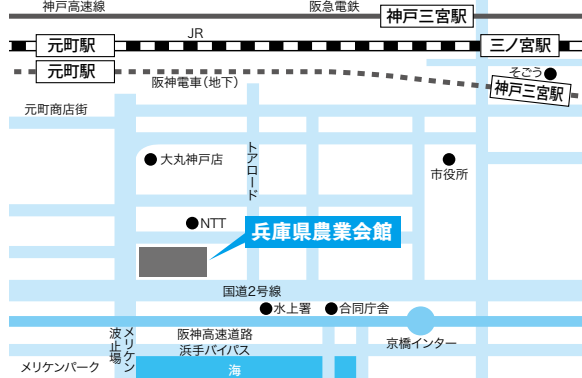 神戸高速線
阪急電鉄
神戸三宮駅
JR
元町駅
三ノ宮駅
元町駅
阪神電車(地下)
そごう
神戸三宮駅
元町商店街
大丸神戸店
トアロード
市役所
NTT
兵庫県農業会館
国道2号線
水上署
合同庁舎
メリケン
波止場
阪神高速道路
浜手バイパス
京橋インター
メリケンパーク
海